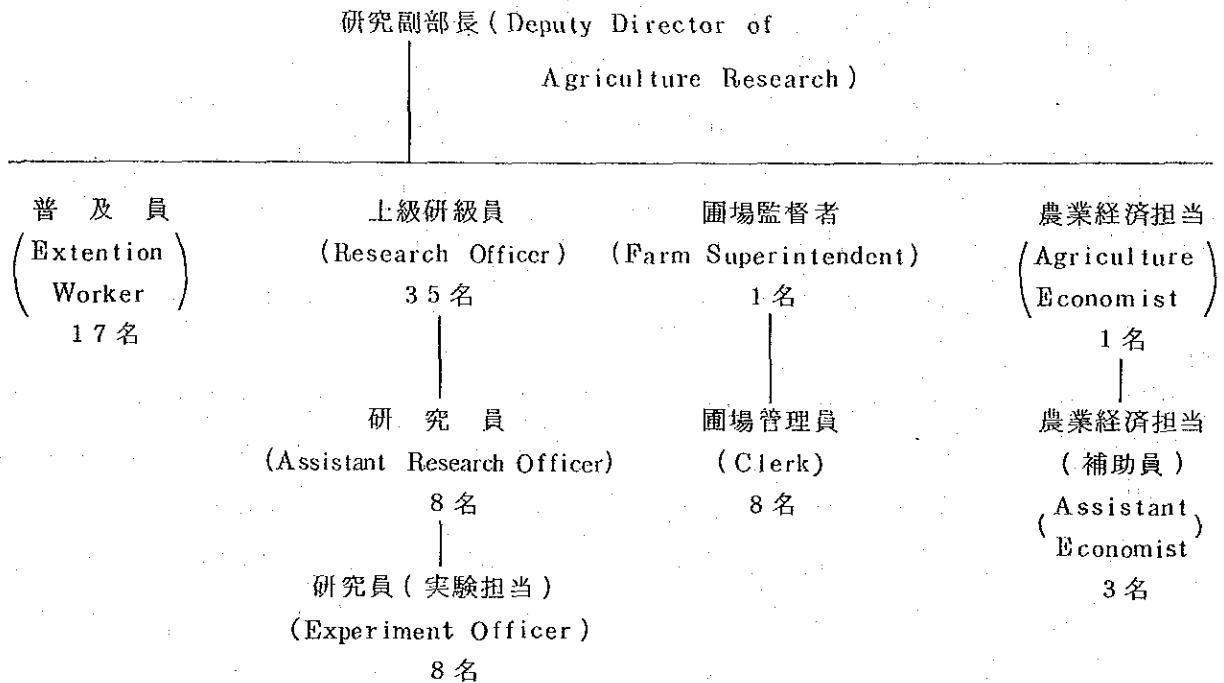 研究副部長 (Deputy Director of
Agriculture Research)
普及員
(Extention
Worker)
17名
上級研級員
(Research Officer)
35名
圃場監督者
(Farm Superintendent)
1名
農業経済担当
(Agriculture
Economist)
1名
研究員
(Assistant Research Officer)
8名
圃場管理員
(Clerk)
8名
農業経済担当
(補助員)
(Assistant
Economist)
3名
研究員(実験担当)
(Experiment Officer)
8名